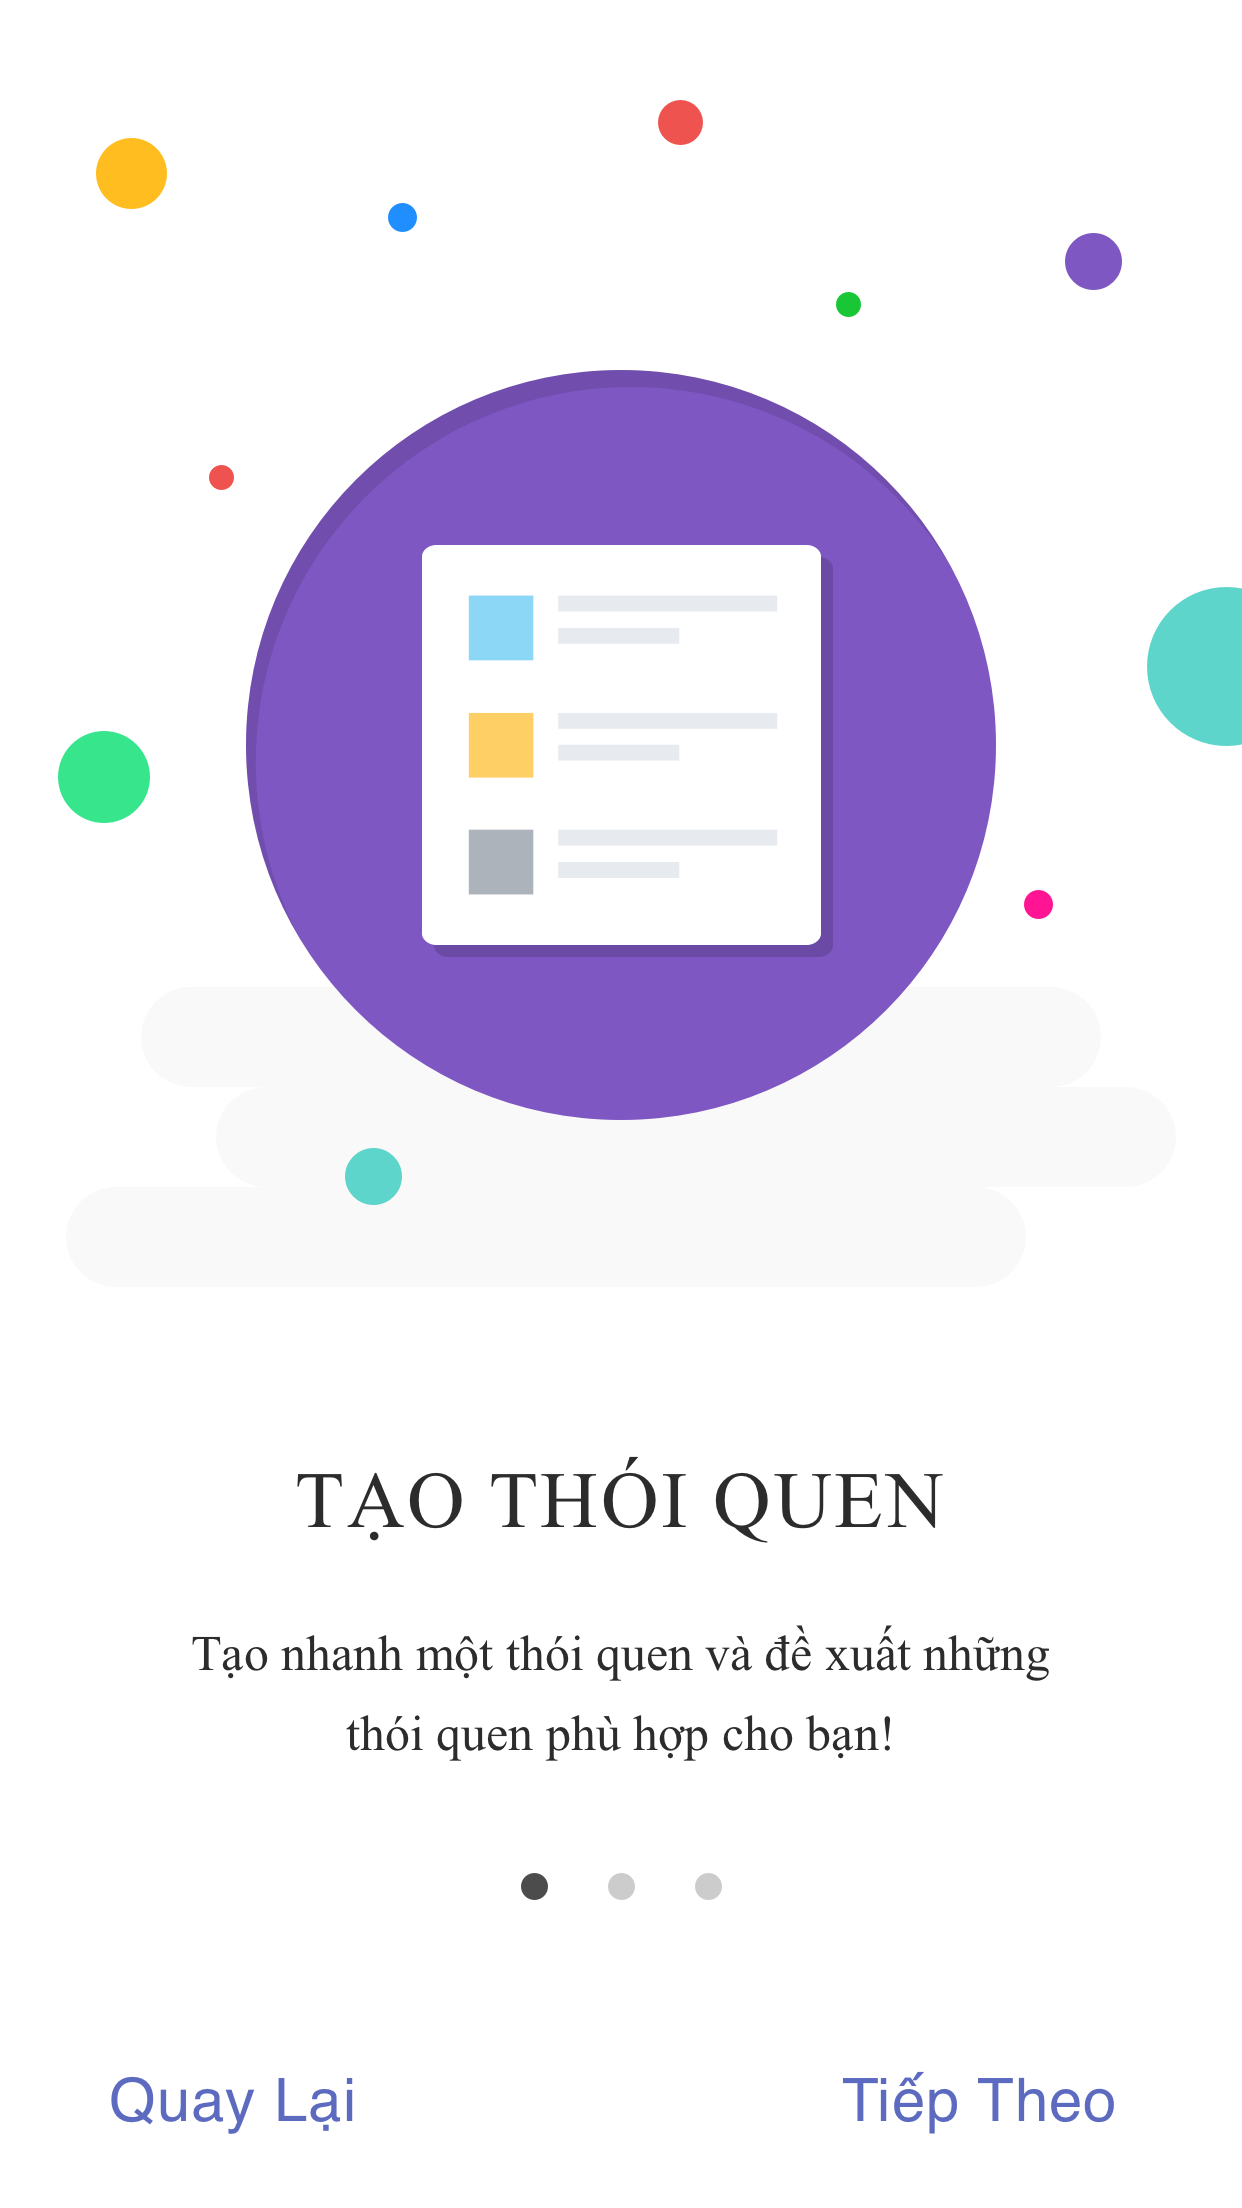 TẠO THÓI QUEN
Tạo nhanh một thói quen và đề xuất những
thói quen phù hợp cho bạn!
Quay Lại
Tiếp Theo